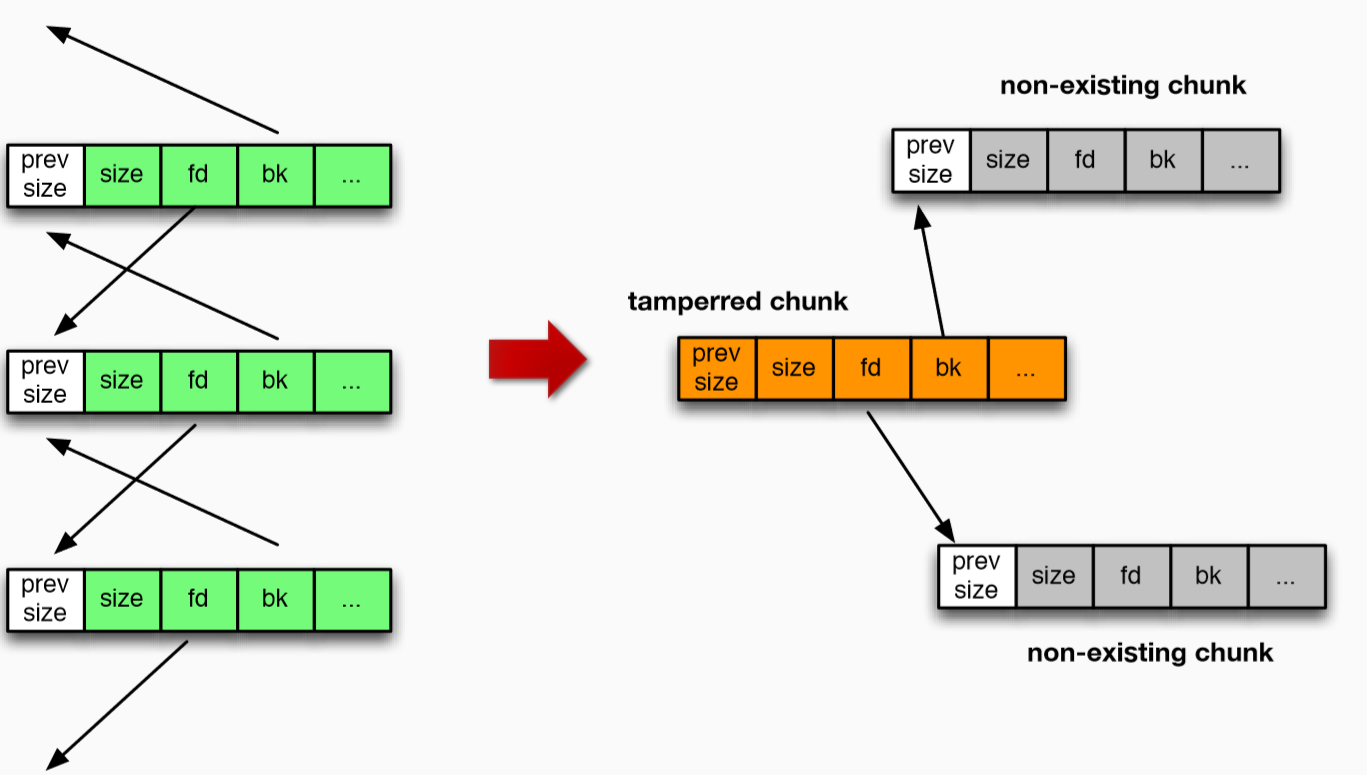 prev
size
size
fd
bk
...
prev
size
size
fd
bk
...
prev
size
size
fd
bk
...
non-existing chunk
prev
size
size
fd
bk
...
tamperred chunk
prev
size
size
fd
bk
...
prev
size
size
fd
bk
...
non-existing chunk